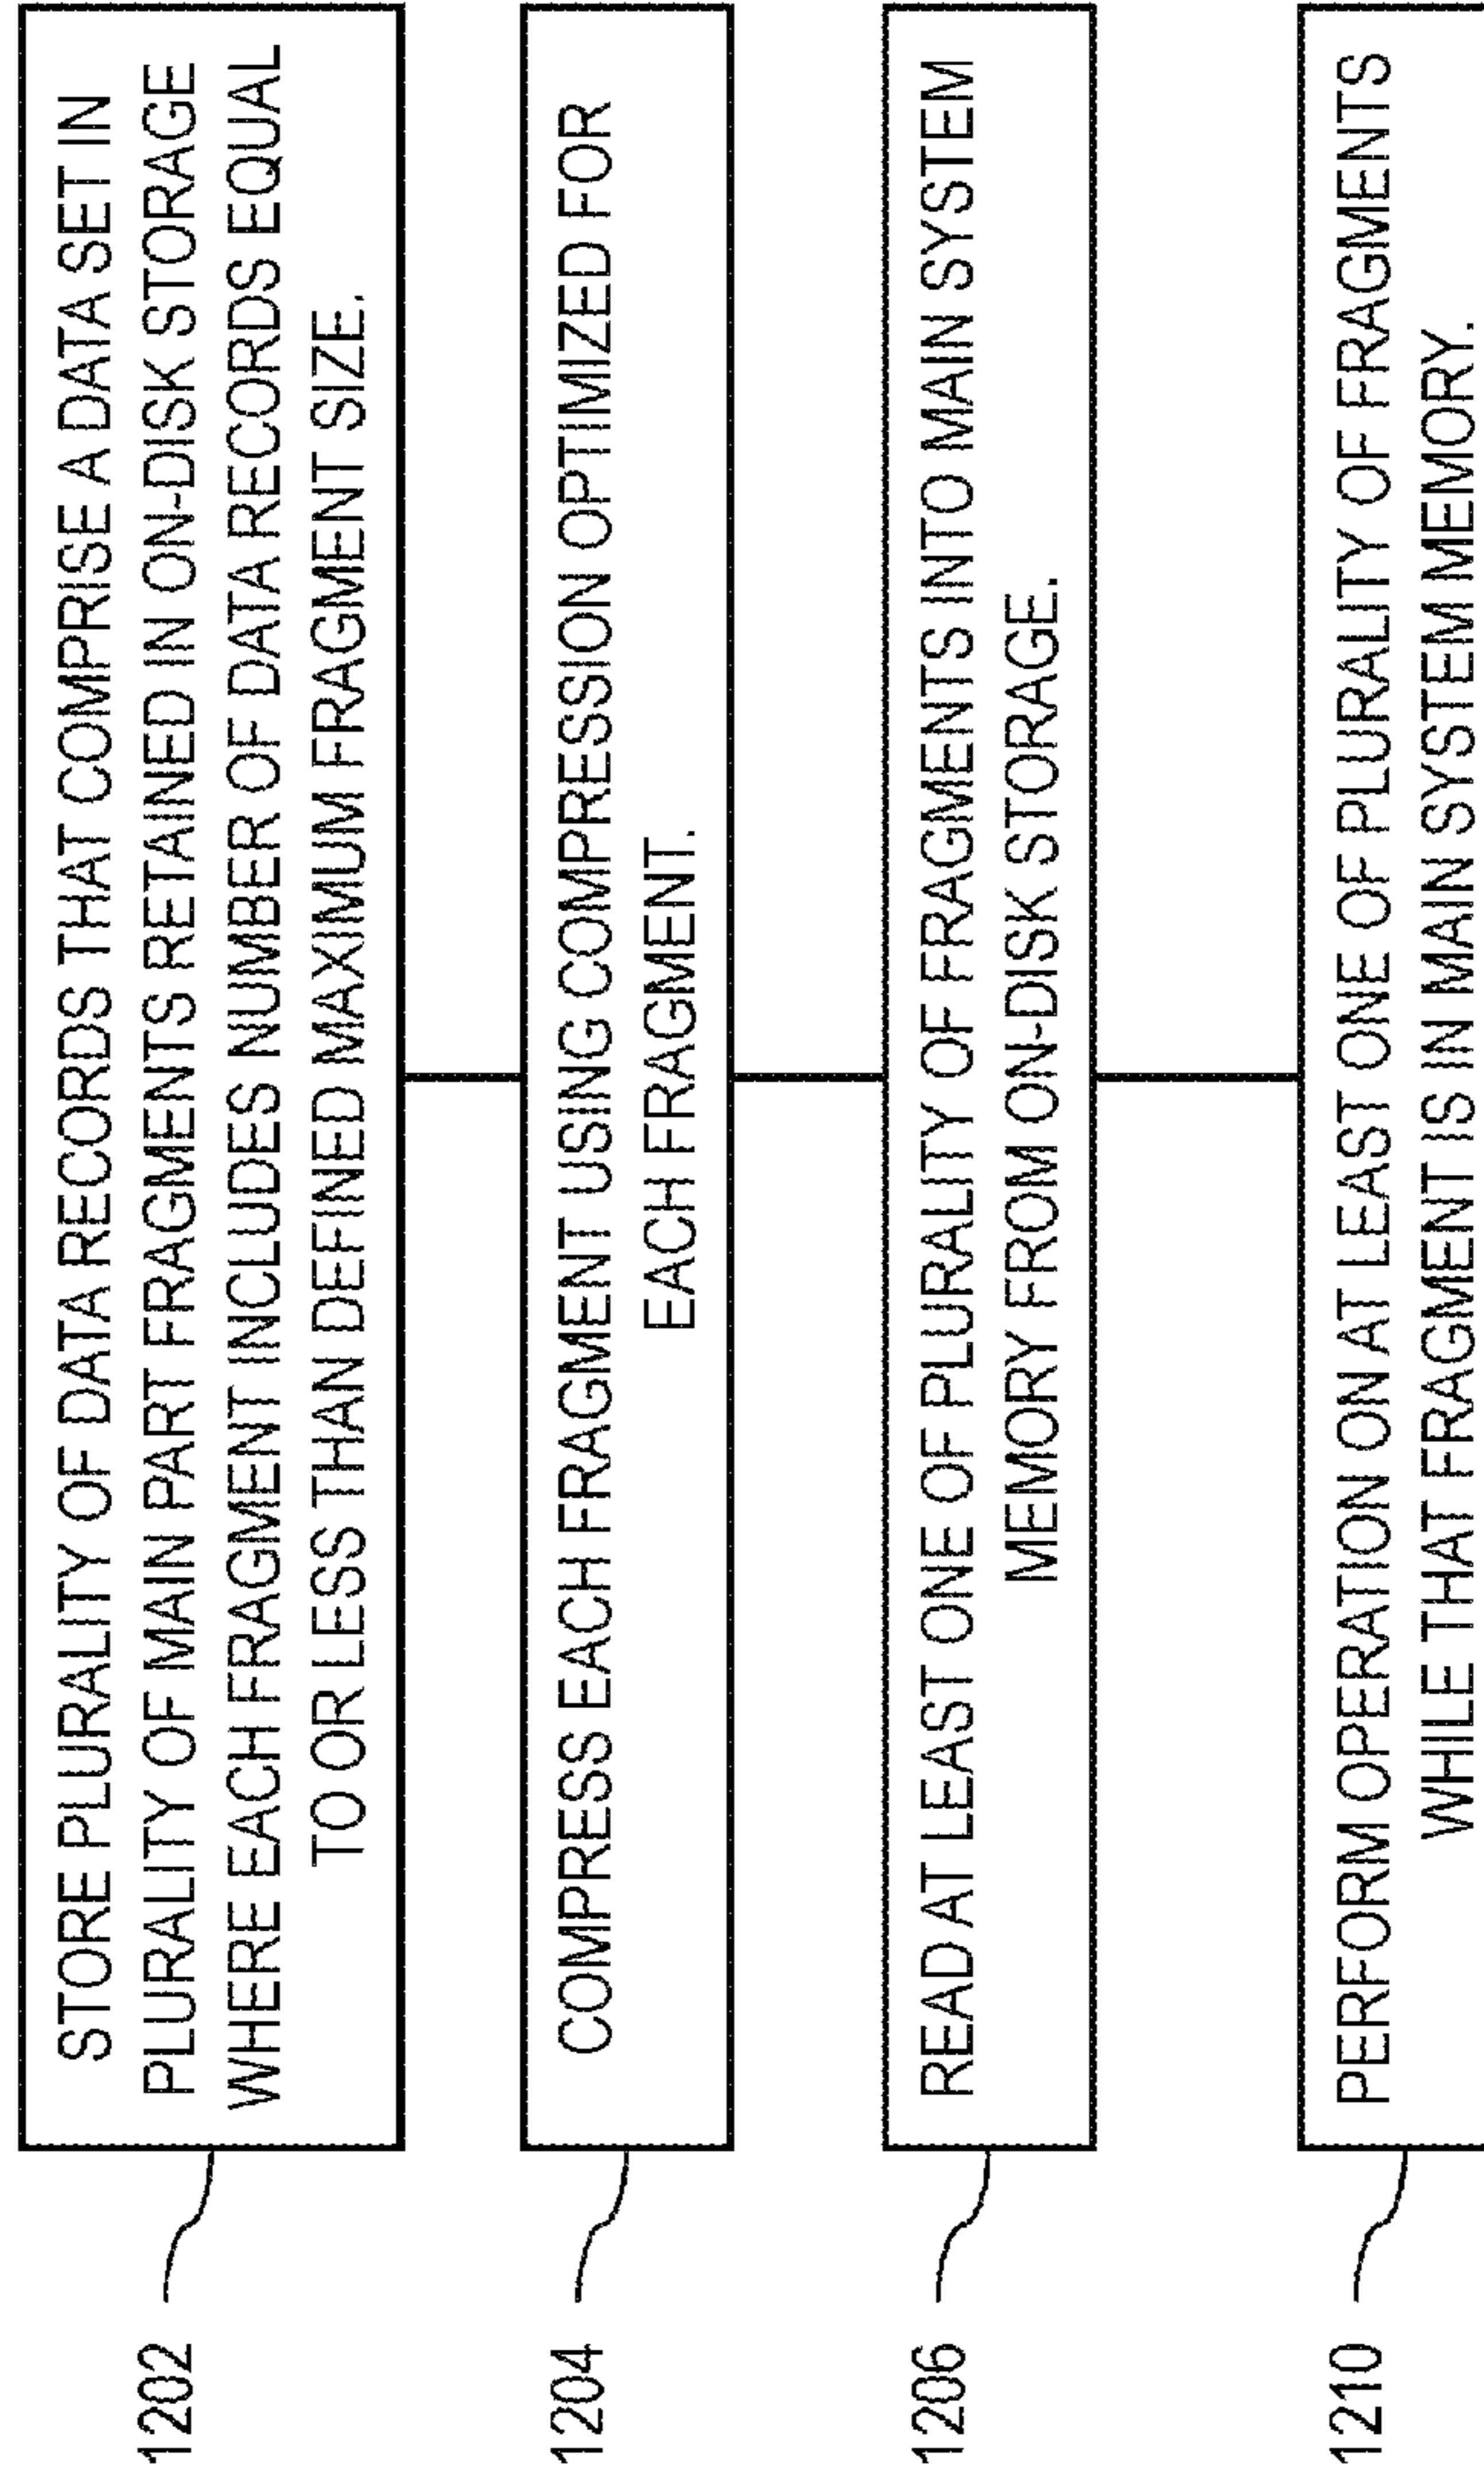 1202
STORE PLURALITY OF DATA RECORDS THAT COMPRISE A DATA SET IN
PLURALITY OF MAIN PART FRAGMENTS RETAINED IN ON-DISK STORAGE
WHERE EACH FRAGMENT INCLUDES NUMBER OF DATA RECORDS EQUAL
TO OR LESS THAN DEFINED MAXIMUM FRAGMENT SIZE.
1204
COMPRESS EACH FRAGMENT USING COMPRESSION OPTIMIZED FOR
EACH FRAGMENT.
1206
READ AT LEAST ONE OF PLURALITY OF FRAGMENTS INTO MAIN SYSTEM
MEMORY FROM ON-DISK STORAGE.
1210
PERFORM OPERATION ON AT LEAST ONE OF PLURALITY OF FRAGMENTS
WHILE THAT FRAGMENT IS IN MAIN SYSTEM MEMORY.